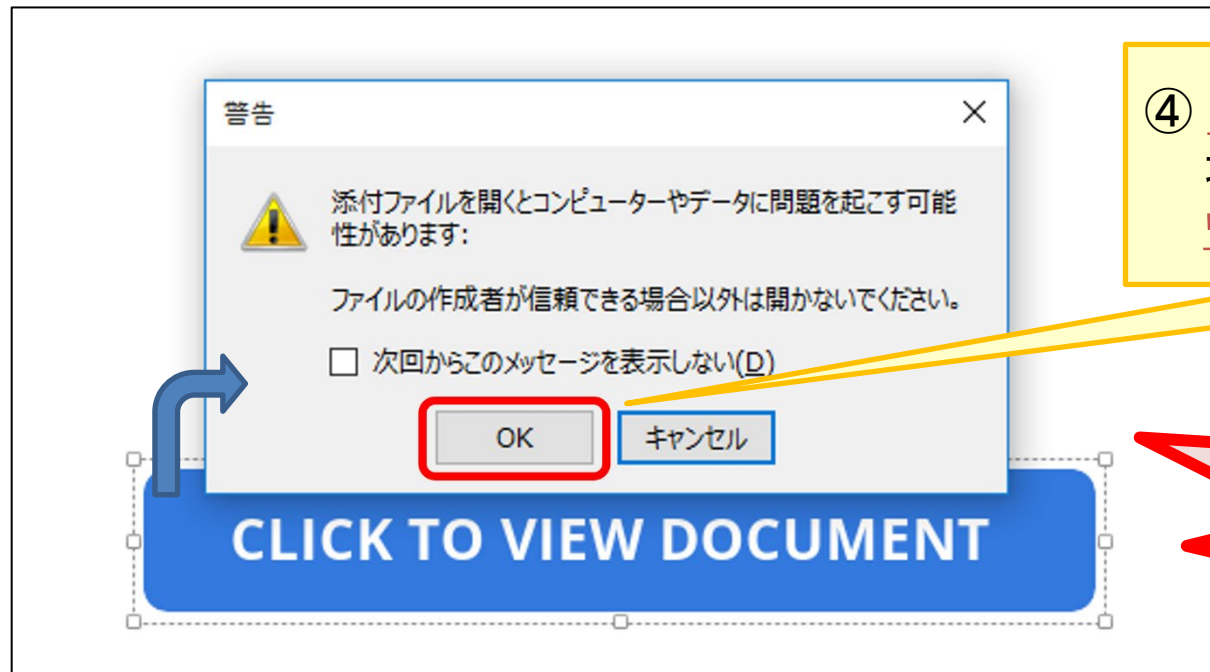 警告
④
添付ファイルを開くとコンピューターやデータに問題を起こす可能
性があります:
ファイルの作成者が信頼できる場合以外は開かないでください。
次回からこのメッセージを表示しない(D)
OK
キャンセル
CLICK TO VIEW DOCUMENT